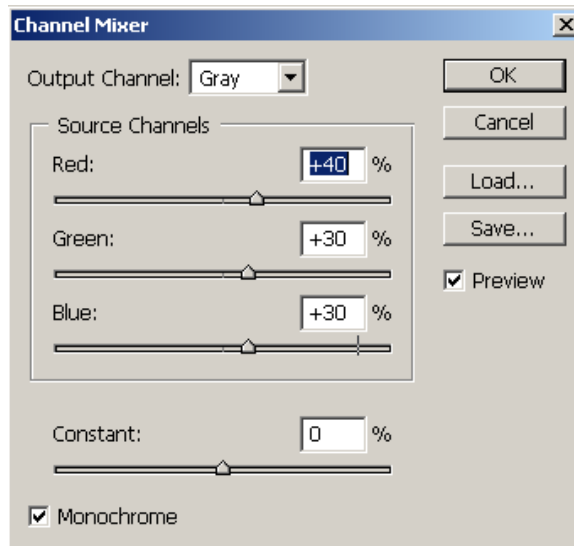 Channel Mixer
Output Channel: Gray
OK
Source Channels
Cancel
Red: +40 %
Load...
Green: +30 %
Save...
Preview
Blue: +30 %
Constant: 0 %
Monochrome